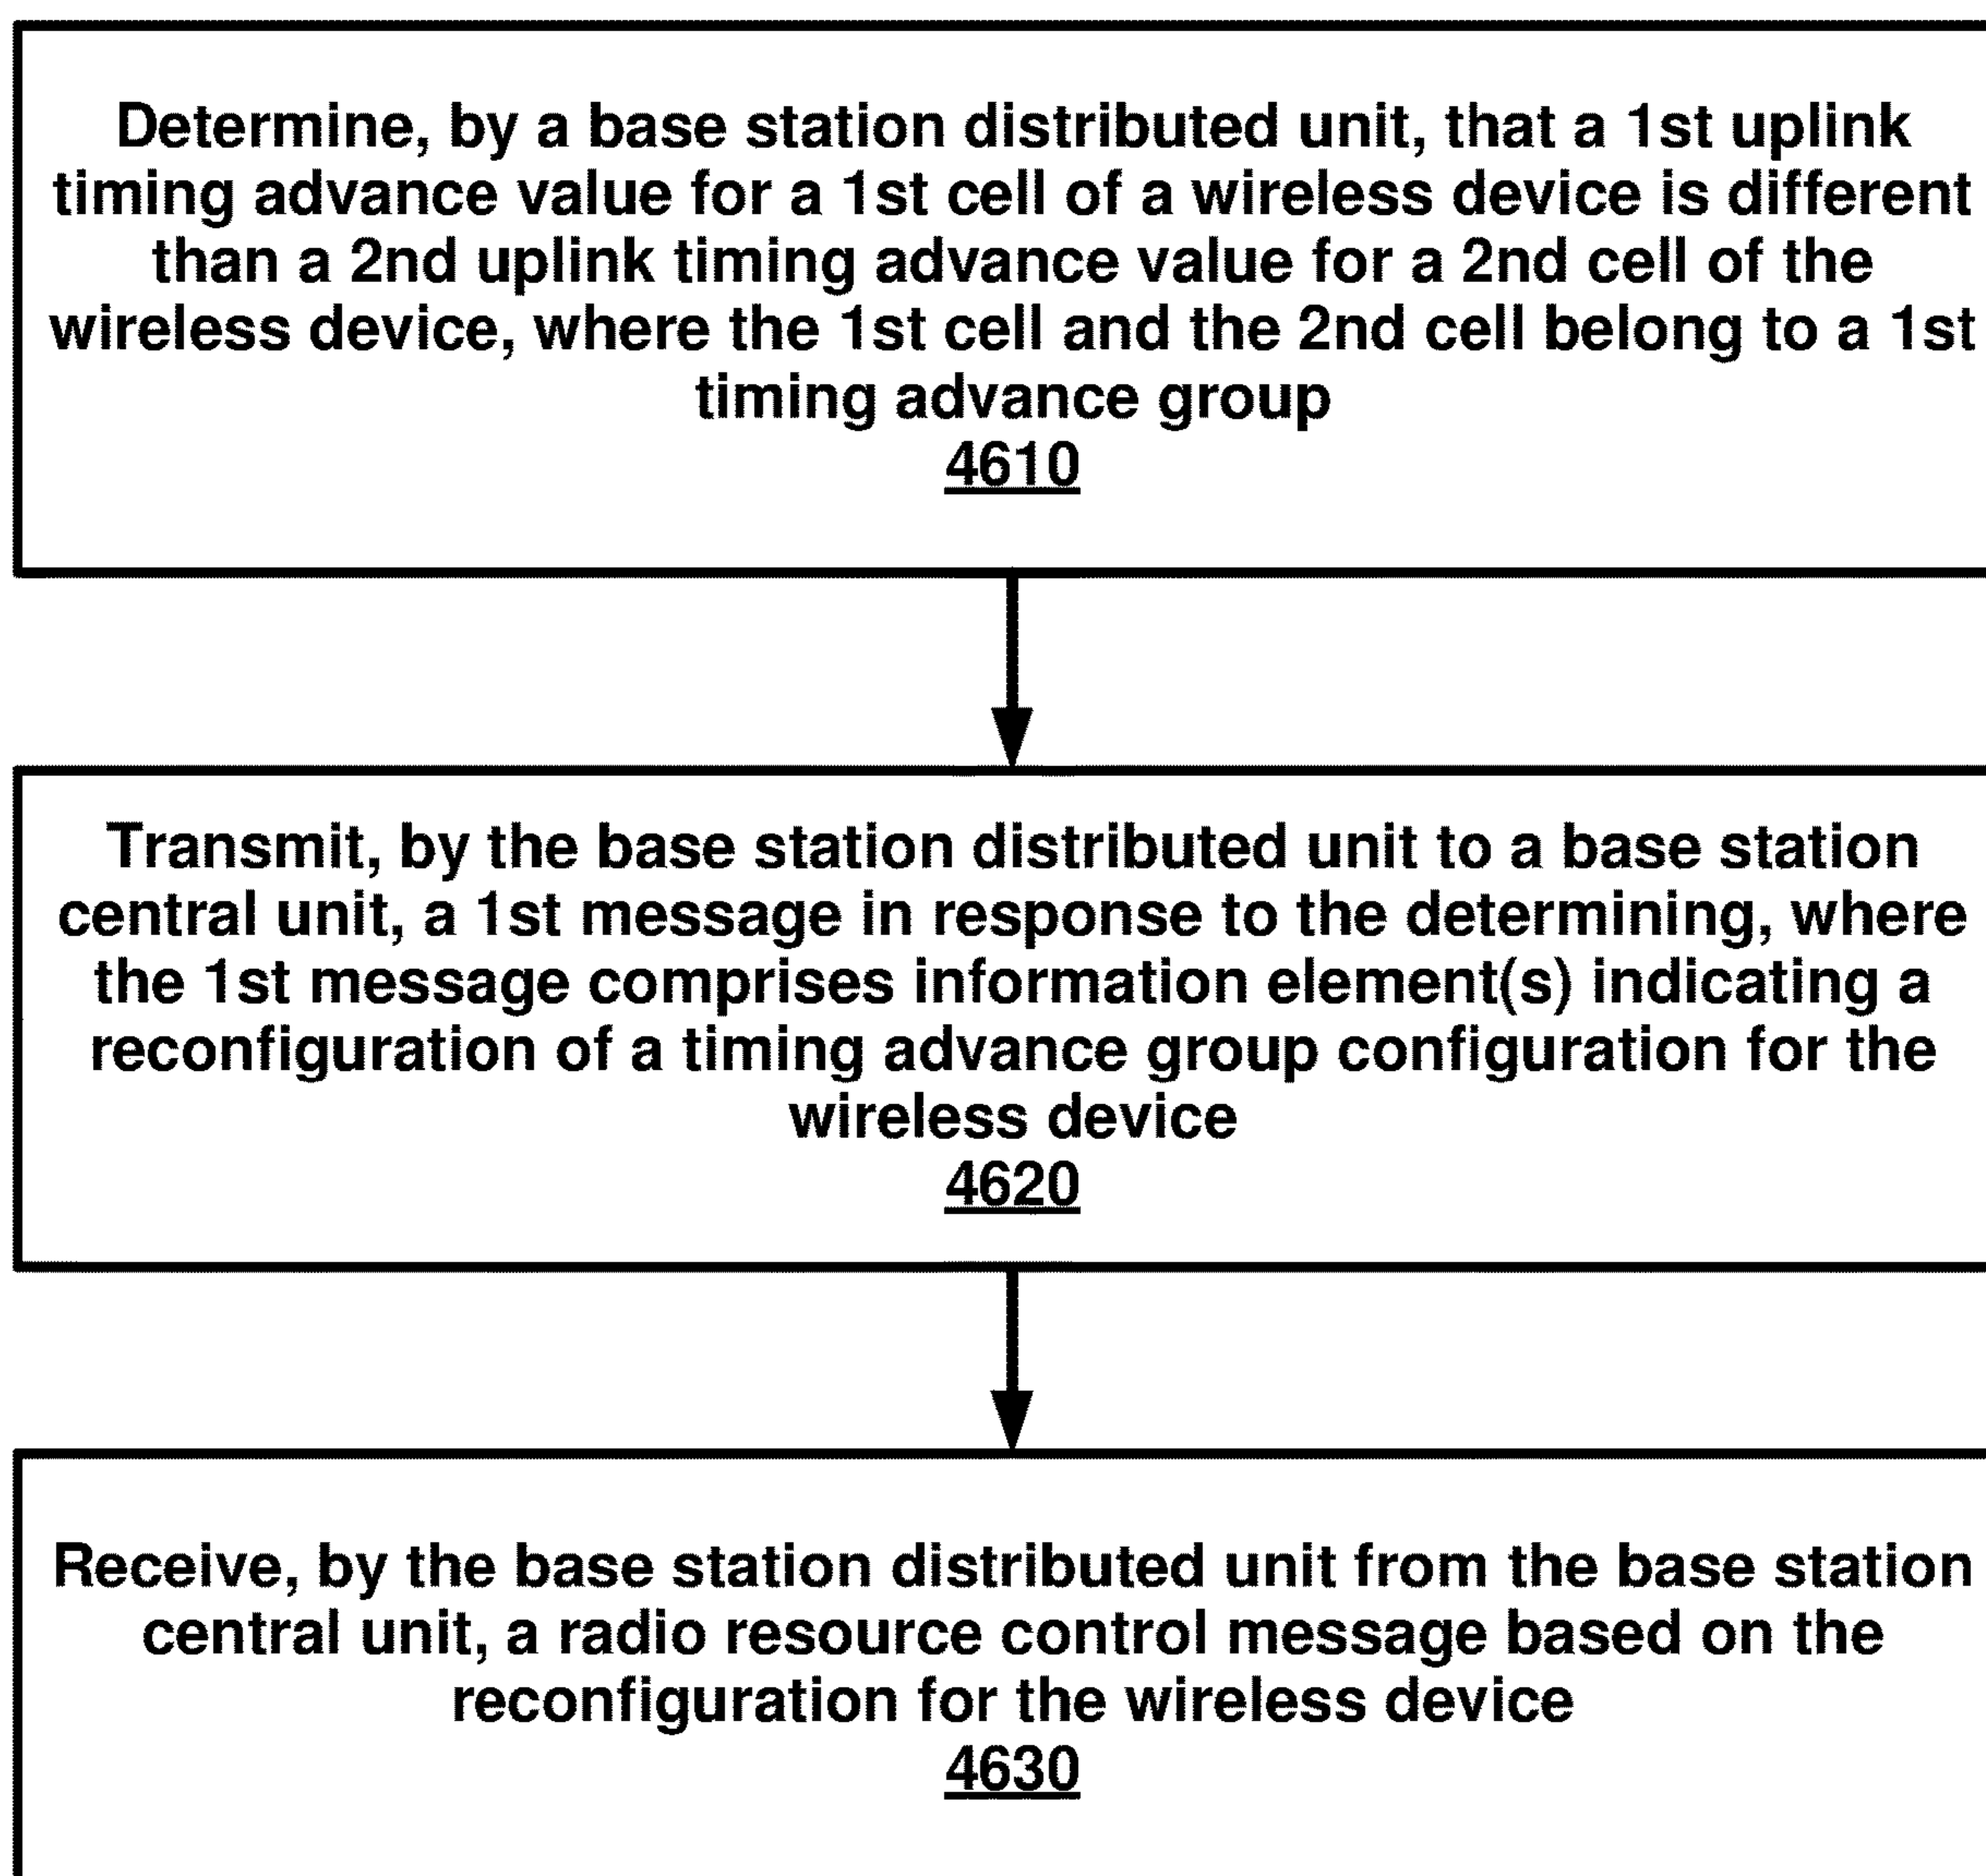 Determine, by a base station distributed unit, that a 1st uplink
timing advance value for a 1st cell of a wireless device is different
than a 2nd uplink timing advance value for a 2nd cell of the
wireless device, where the 1st cell and the 2nd cell belong to a 1st
timing advance group
4610
Transmit, by the base station distributed unit to a base station
central unit, a 1st message in response to the determining, where
the 1st message comprises information element(s) indicating a
reconfiguration of a timing advance group configuration for the
wireless device
4620
Receive, by the base station distributed unit from the base station
central unit, a radio resource control message based on the
reconfiguration for the wireless device
4630